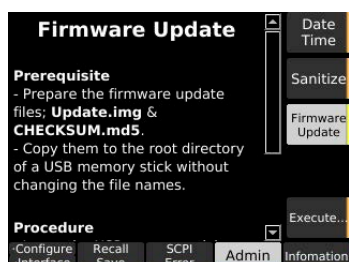 Firmware Update
Prerequisite
- Prepare the firmware update
files; Update.img &
CHECKSUM.md5.
- Copy them to the root directory
of a USB memory stick without
changing the file names.
Procedure
Date
Time
Sanitize
Firmware
Update
Execute...
Configure
Interface
Recall
Save
SCPI
Error
Admin
Infomation